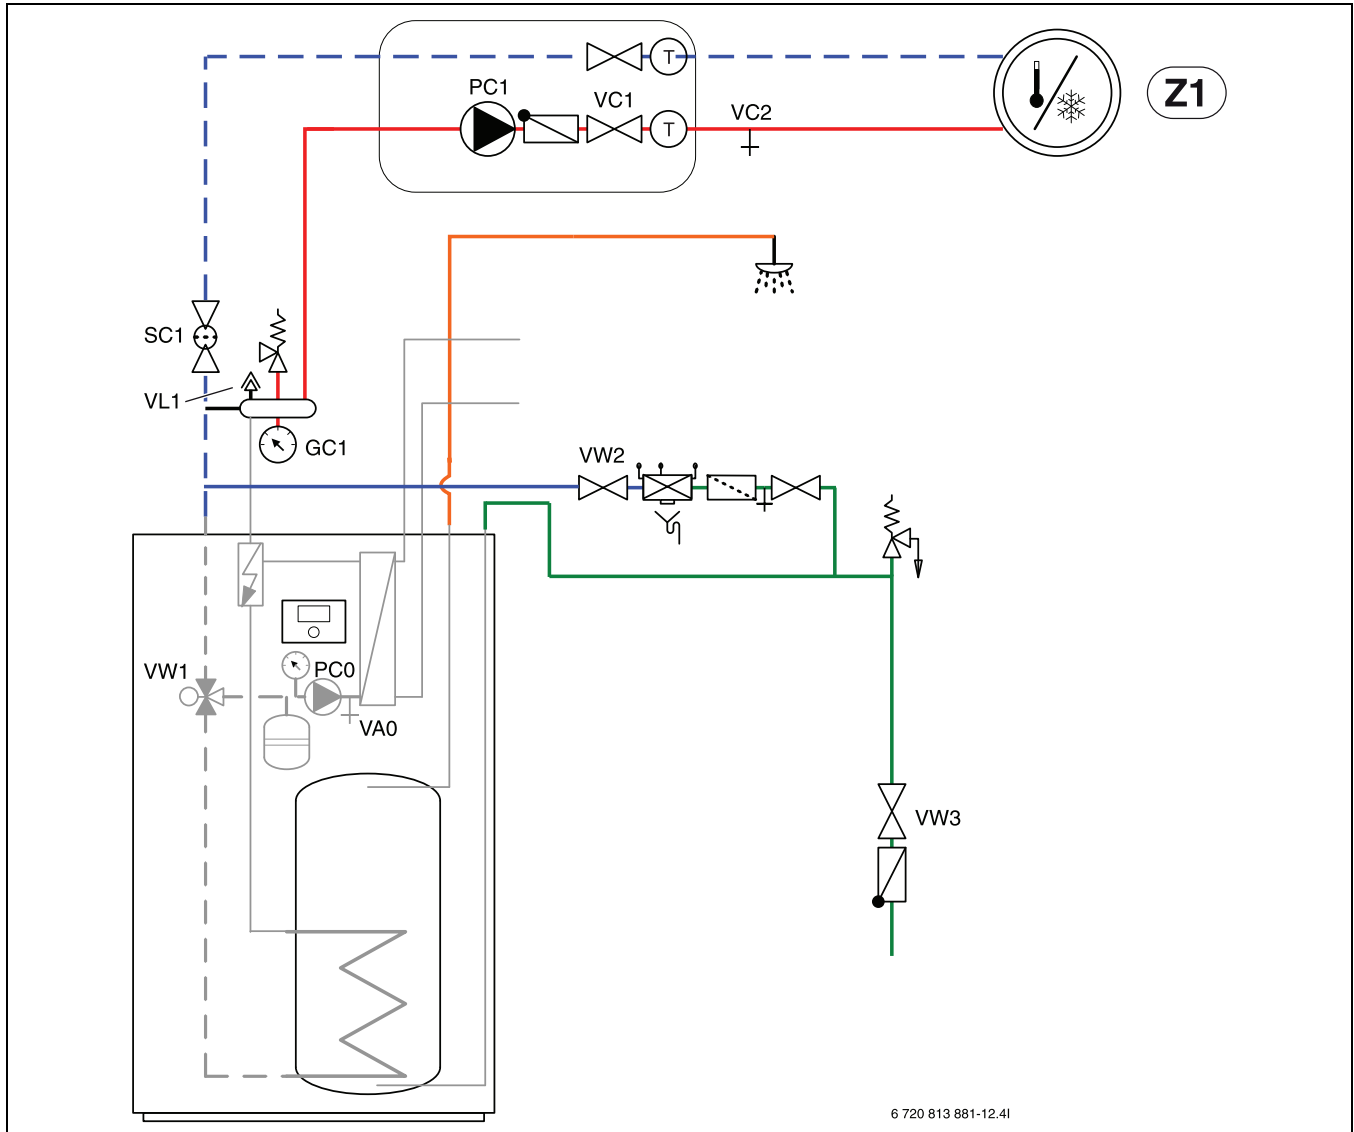 PC1
VC1
VC2
T
T
Z1
SC1
VL1
GC1
VW2
VW1
PC0
VA0
VW3
6 720 813 881-12.4I